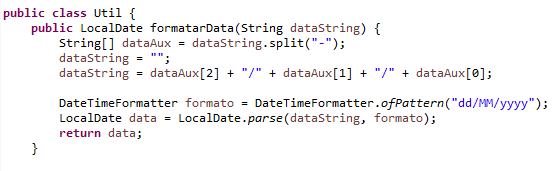 public class Util {
    public LocalDate formatarData(String dataString) {
        String[] dataAux = dataString.split("-");
        dataString = "";
        dataString = dataAux[2] + "/" + dataAux[1] + "/" + dataAux[0];

        DateTimeFormatter formato = DateTimeFormatter.ofPattern("dd/MM/yyyy");
        LocalDate data = LocalDate.parse(dataString, formato);
        return data;
    }